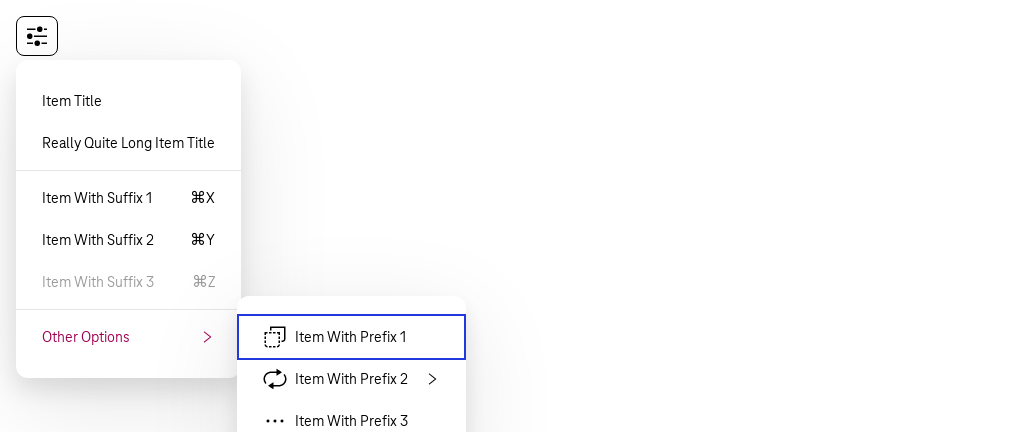 Item Title
Really Quite Long Item Title
Item With Suffix 1 ⌘X
Item With Suffix 2 ⌘Y
Item With Suffix 3 ⌘Z
Other Options
Item With Prefix 1
Item With Prefix 2
Item With Prefix 3